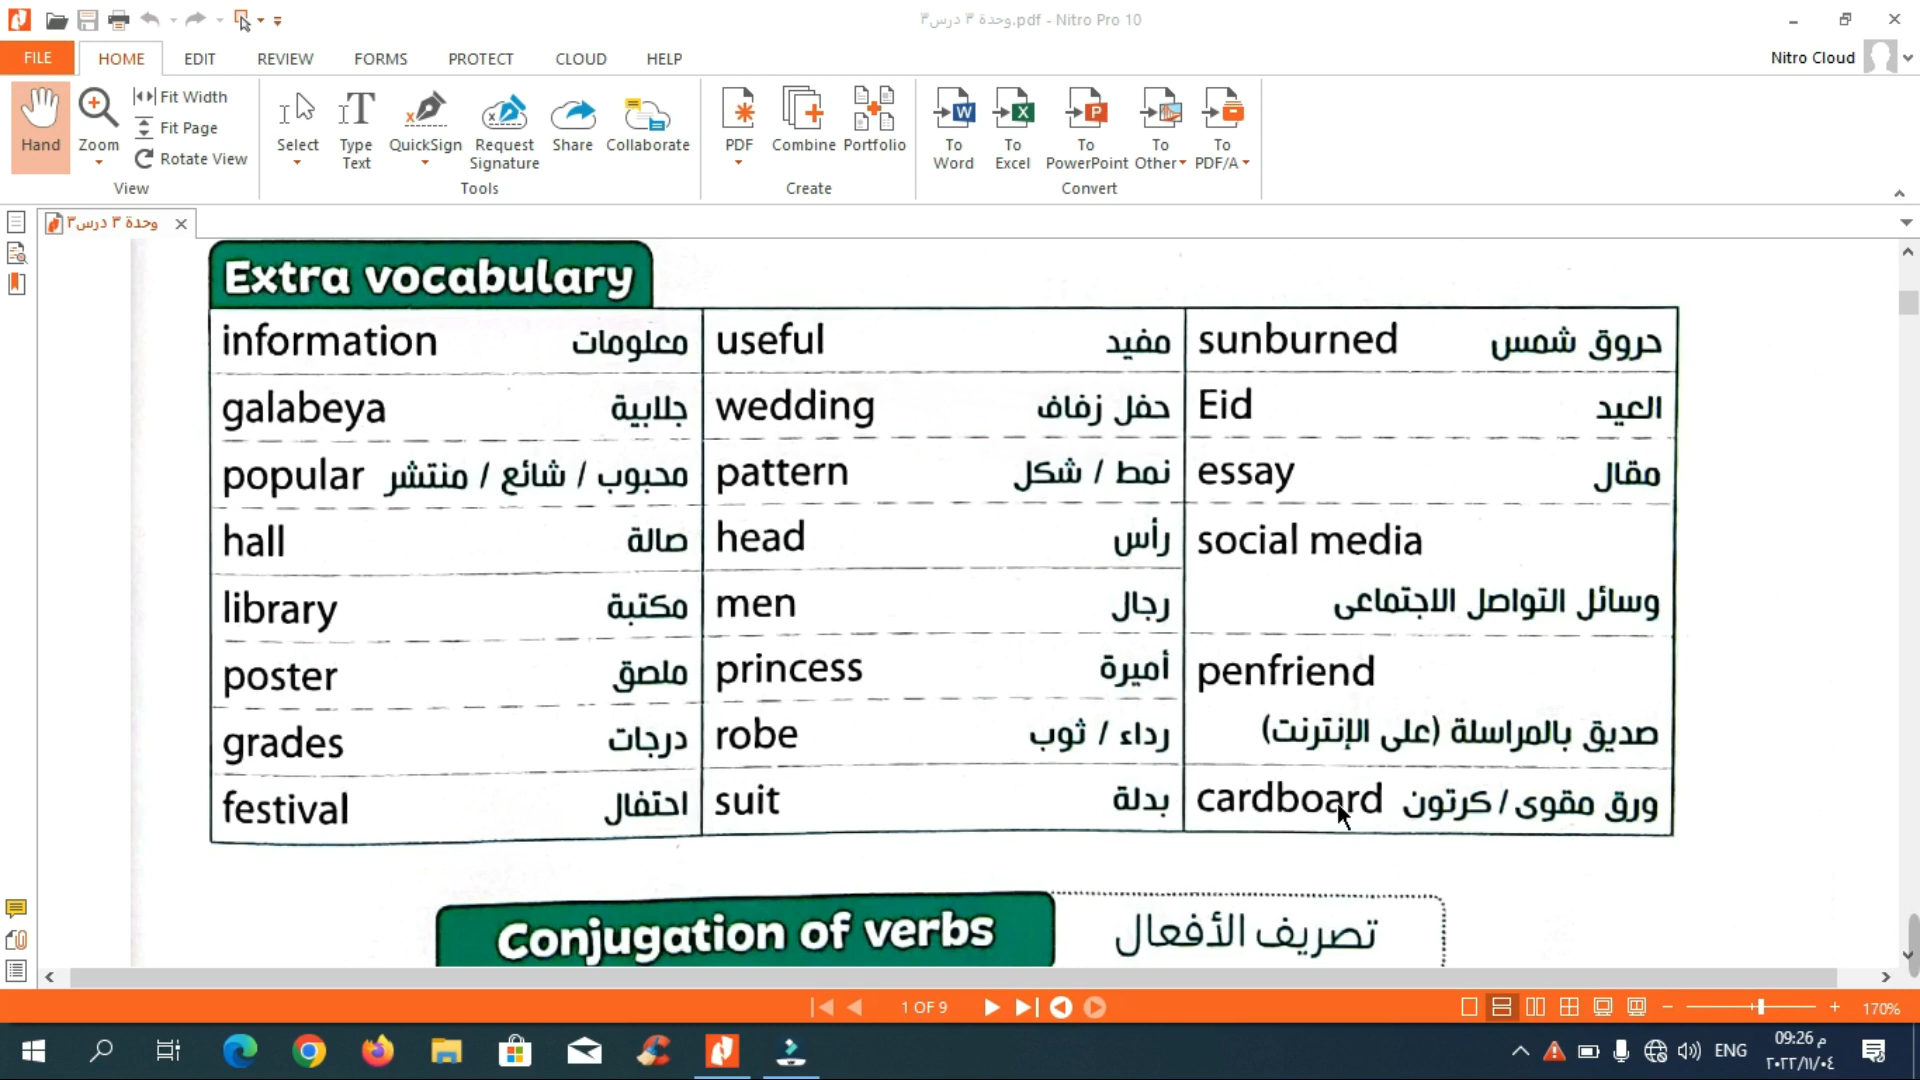 وحدة ٣ درس٣.pdf - Nitro Pro 10
FILE HOME EDIT REVIEW FORMS PROTECT CLOUD HELP Nitro Cloud
Hand
Zoom
Fit Width
Fit Page
Rotate View
View
Select
Type Text
QuickSign
Request Signature
Share
Collaborate
Tools
PDF
Combine
Portfolio
Create
To Word
To Excel
To PowerPoint
To Other
To PDF/A
Convert
وحدة ٣ درس٣
Extra vocabulary
information معلومات useful مفيد sunburned حروق شمس
galabeya جلابية wedding حفل زفاف Eid العيد
popular محبوب / شائع / منتشر pattern نمط / شكل essay مقال
hall صالة head رأس social media
library مكتبة men رجال وسائل التواصل الاجتماعى
poster ملصق princess أميرة penfriend
grades درجات robe رداء / ثوب صديق بالمراسلة (على الإنترنت)
festival احتفال suit بدلة cardboard ورق مقوى / كرتون
Conjugation of verbs تصريف الأفعال
1 OF 9 170%
ENG
09:26 م
٢٠٢٢/١١/٠٤